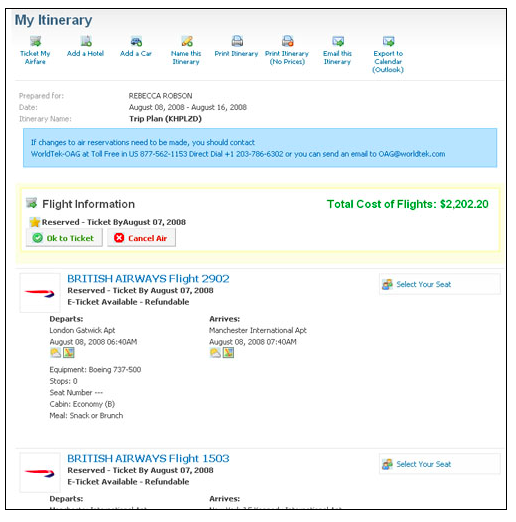 My Itinerary
Ticket My Airfare
Add a Hotel
Add a Car
Name this Itinerary
Print Itinerary
Print Itinerary (No Prices)
Email this Itinerary
Export to Calendar (Outlook)
Prepared for: REBECCA ROBSON
Date: August 08, 2008 - August 16, 2008
Itinerary Name: Trip Plan (KHPLZD)
If changes to air reservations need to be made, you should contact
WorldTek-OAG at Toll Free in US 877-562-1153 Direct Dial +1 203-786-6302 or you can send an email to OAG@worldtek.com
Flight Information Total Cost of Flights: $2,202.20
Reserved - Ticket ByAugust 07, 2008
Ok to Ticket Cancel Air
BRITISH AIRWAYS Flight 2902
Select Your Seat
Reserved - Ticket By August 07, 2008
E-Ticket Available - Refundable
Departs: Arrives:
London Gatwick Apt Manchester International Apt
August 08, 2008 06:40AM August 08, 2008 07:40AM
Equipment: Boeing 737-500
Stops: 0
Seat Number ---
Cabin: Economy (B)
Meal: Snack or Brunch
BRITISH AIRWAYS Flight 1503
Select Your Seat
Reserved - Ticket By August 07, 2008
E-Ticket Available - Refundable
Departs: Arrives: